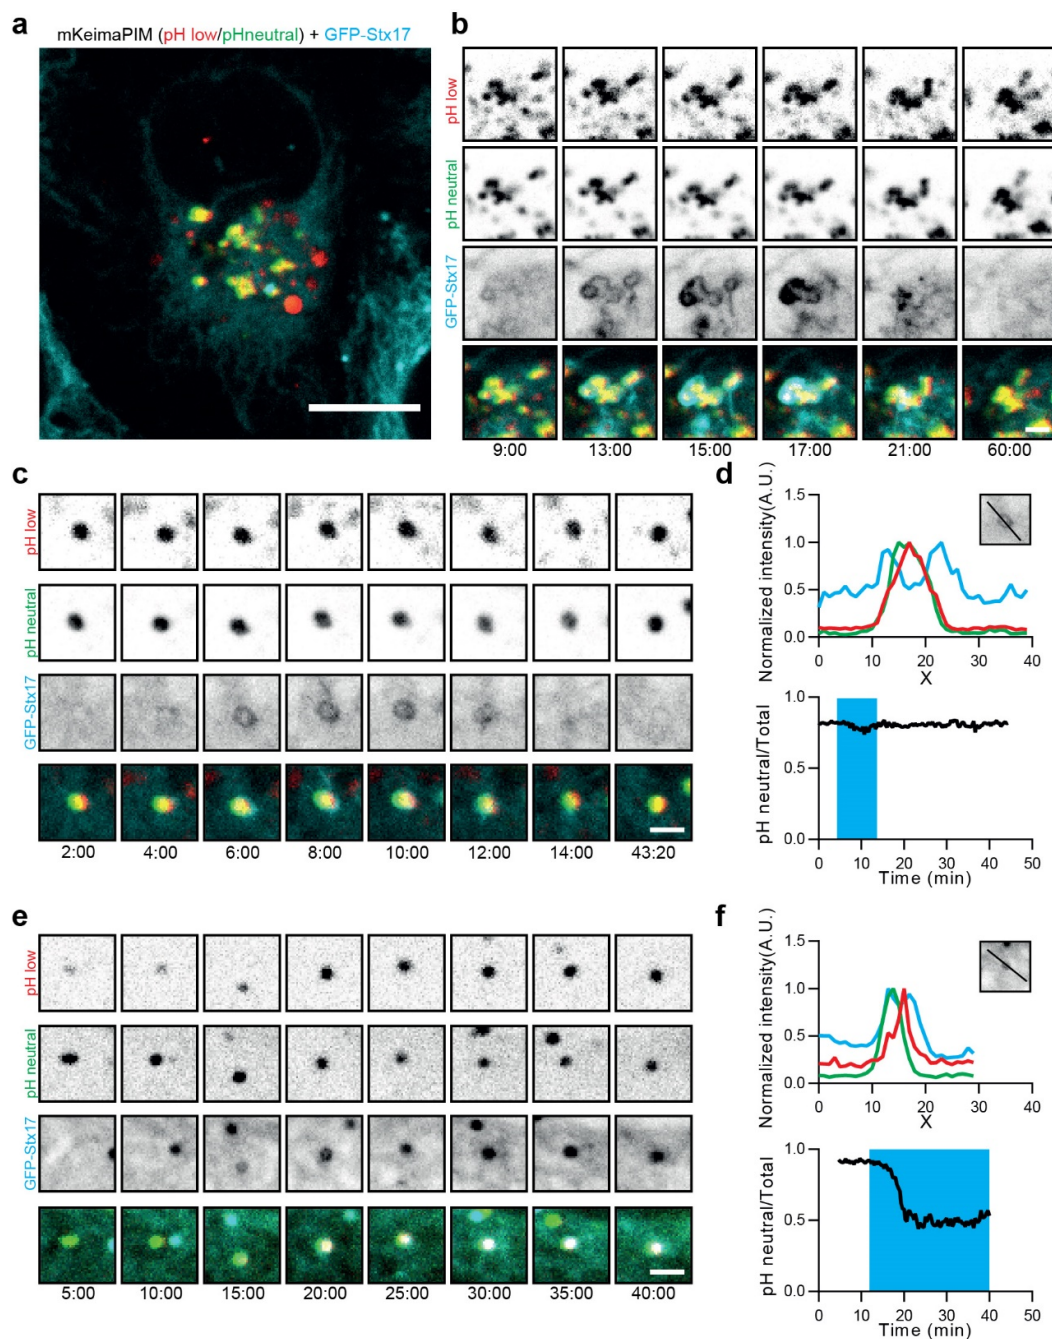 a
mKeimaPIM (pH low/pHneutral) + GFP-Stx17
b
pH low
pH neutral
GFP-Stx17
9:00 13:00 15:00 17:00 21:00 60:00
c
pH low
pH neutral
GFP-Stx17
2:00 4:00 6:00 8:00 10:00 12:00 14:00 43:20
d
Normalized intensity(A.U.)
1.5
1.0
0.5
0.0
0 10 20 30 40
X
pH neutral/Total
1.0
0.5
0.0
0 10 20 30 40 50
Time (min)
e
pH low
pH neutral
GFP-Stx17
5:00 10:00 15:00 20:00 25:00 30:00 35:00 40:00
f
Normalized intensity(A.U.)
1.5
1.0
0.5
0.0
0 10 20 30 40
X
pH neutral/Total
1.0
0.5
0.0
0 10 20 30 40 50
Time (min)